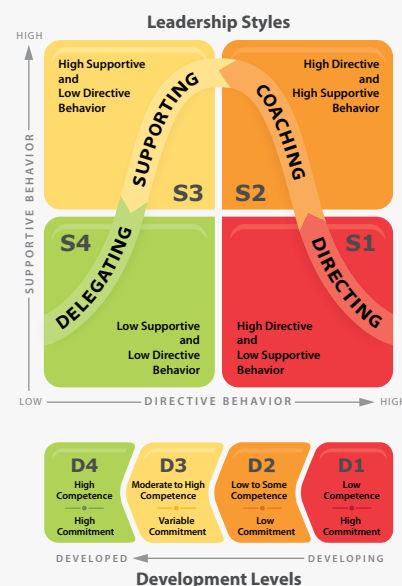 Leadership Styles
HIGH
High Supportive
and
Low Directive
Behavior
High Directive
and
High Supportive
Behavior
SUPPORTING
COACHING
S3
S2
S4
S1
DELEGATING
DIRECTING
Low Supportive
and
Low Directive
Behavior
High Directive
and
Low Supportive
Behavior
SUPPORTIVE BEHAVIOR
LOW
DIRECTIVE BEHAVIOR
HIGH
D4
High
Competence
High
Commitment
D3
Moderate to High
Competence
Variable
Commitment
D2
Low to Some
Competence
Low
Commitment
D1
Low
Competence
High
Commitment
DEVELOPED
DEVELOPING
Development Levels